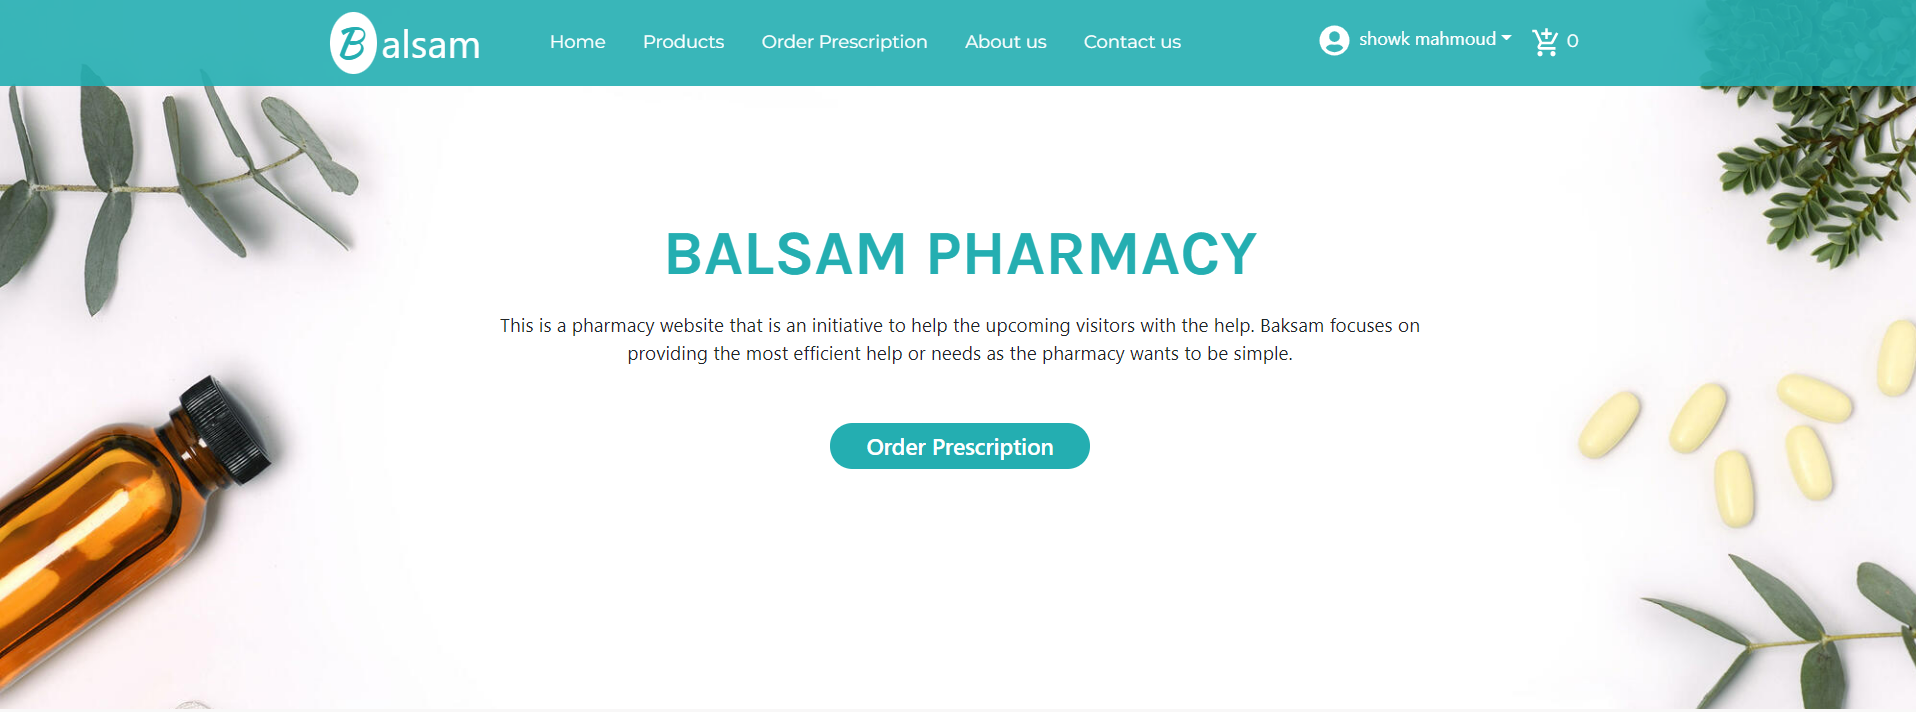 Balsam
Home Products Order Prescription About us Contact us
showk mahmoud 0
BALSAM PHARMACY
This is a pharmacy website that is an initiative to help the upcoming visitors with the help. Baksam focuses on
providing the most efficient help or needs as the pharmacy wants to be simple.
Order Prescription